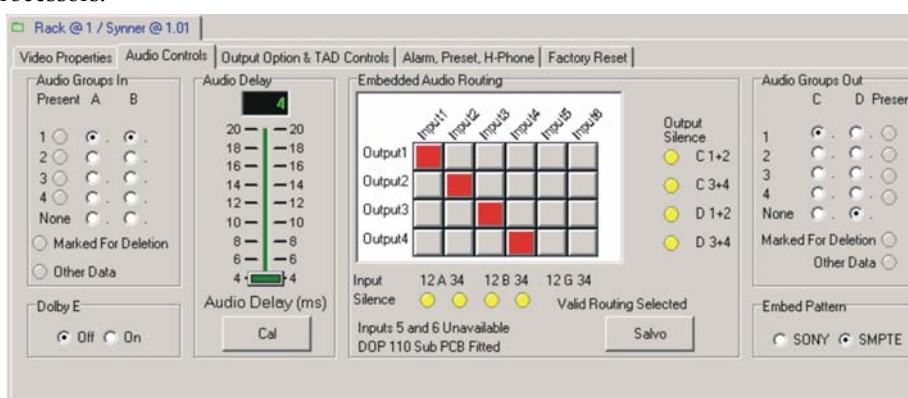 Rack @ 1 / Synner @ 1.01
Video Properties Audio Controls Output Option & TAD Controls Alarm, Preset, H-Phone Factory Reset
Audio Groups In
Present A B
1
2
3
4
None
Marked For Deletion
Other Data
Dolby E
Off On
Audio Delay
4
20 20
18 18
16 16
14 14
12 12
10 10
8 8
6 6
4 4
Audio Delay (ms)
Cal
Embedded Audio Routing
Input1 Input2 Input3 Input4 Input5 Input6
Output1
Output2
Output3
Output4
Output
Silence
C 1+2
C 3+4
D 1+2
D 3+4
Input 12 A 34 12 B 34 12 G 34
Silence
Valid Routing Selected
Inputs 5 and 6 Unavailable
DOP 110 Sub PCB Fitted
Salvo
Audio Groups Out
C D
1
2
3
4
None
Marked For Deletion
Other Data
Embed Pattern
SONY SMPTE